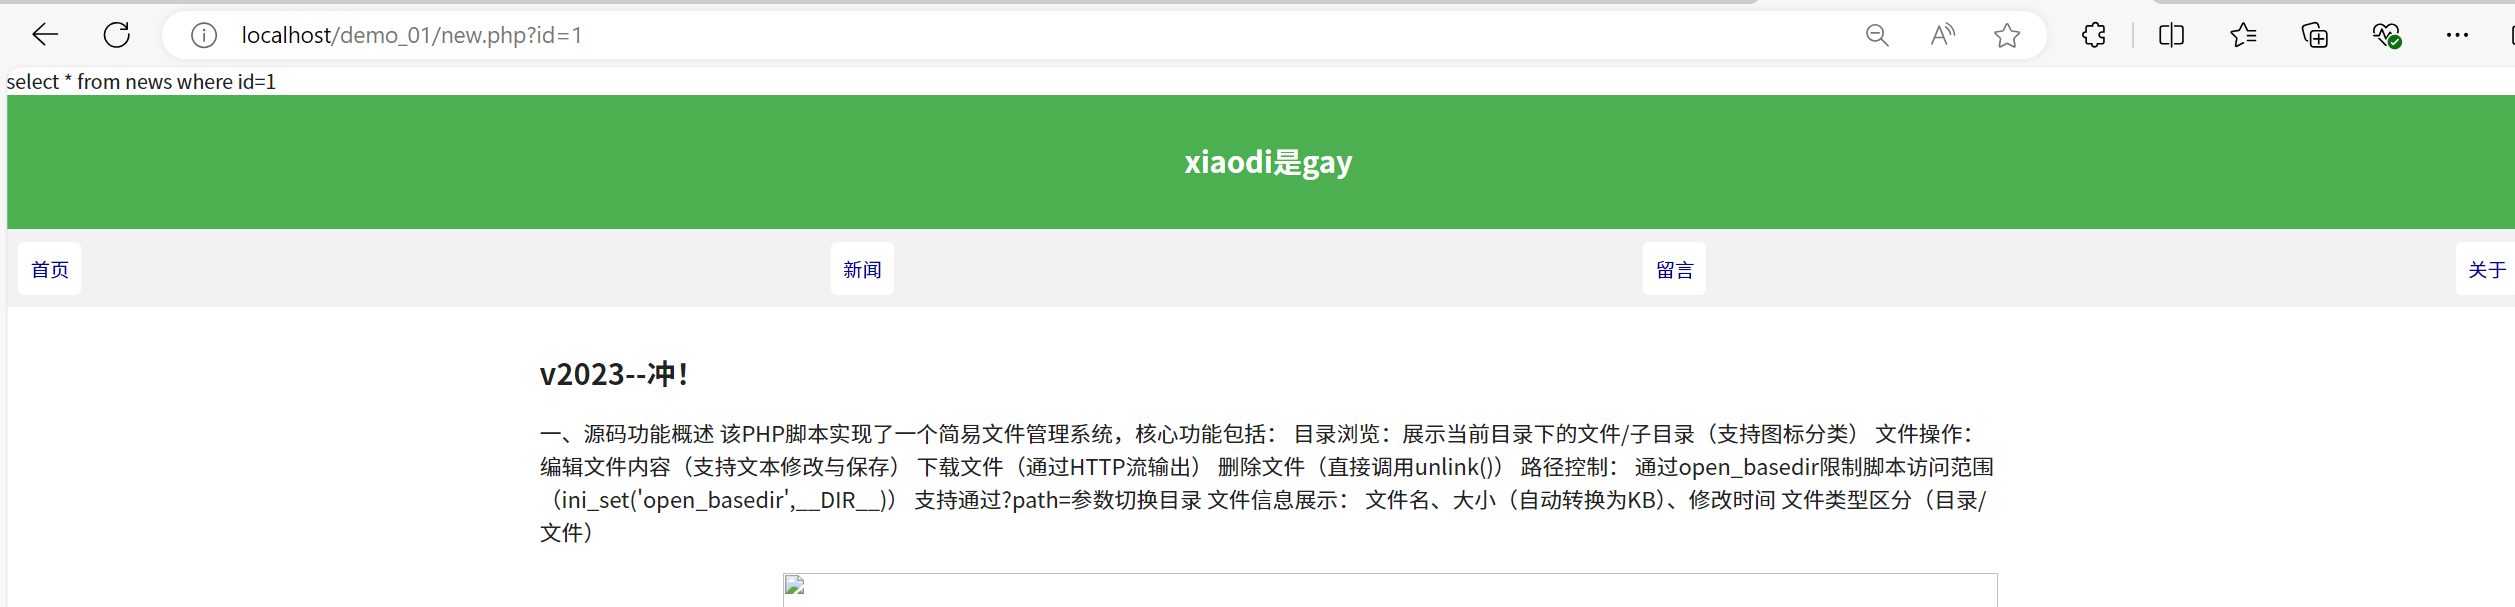 localhost/demo_01/new.php?id=1
select * from news where id=1
xiaodi是gay
首页
新闻
留言
关于
v2023--冲！
一、源码功能概述 该PHP脚本实现了一个简易文件管理系统，核心功能包括： 目录浏览：展示当前目录下的文件/子目录（支持图标分类） 文件操作：
编辑文件内容（支持文本修改与保存） 下载文件（通过HTTP流输出） 删除文件（直接调用unlink()） 路径控制： 通过open_basedir限制脚本访问范围
（ini_set('open_basedir',__DIR__)） 支持通过?path=参数切换目录 文件信息展示： 文件名、大小（自动转换为KB）、修改时间 文件类型区分（目录/
文件）